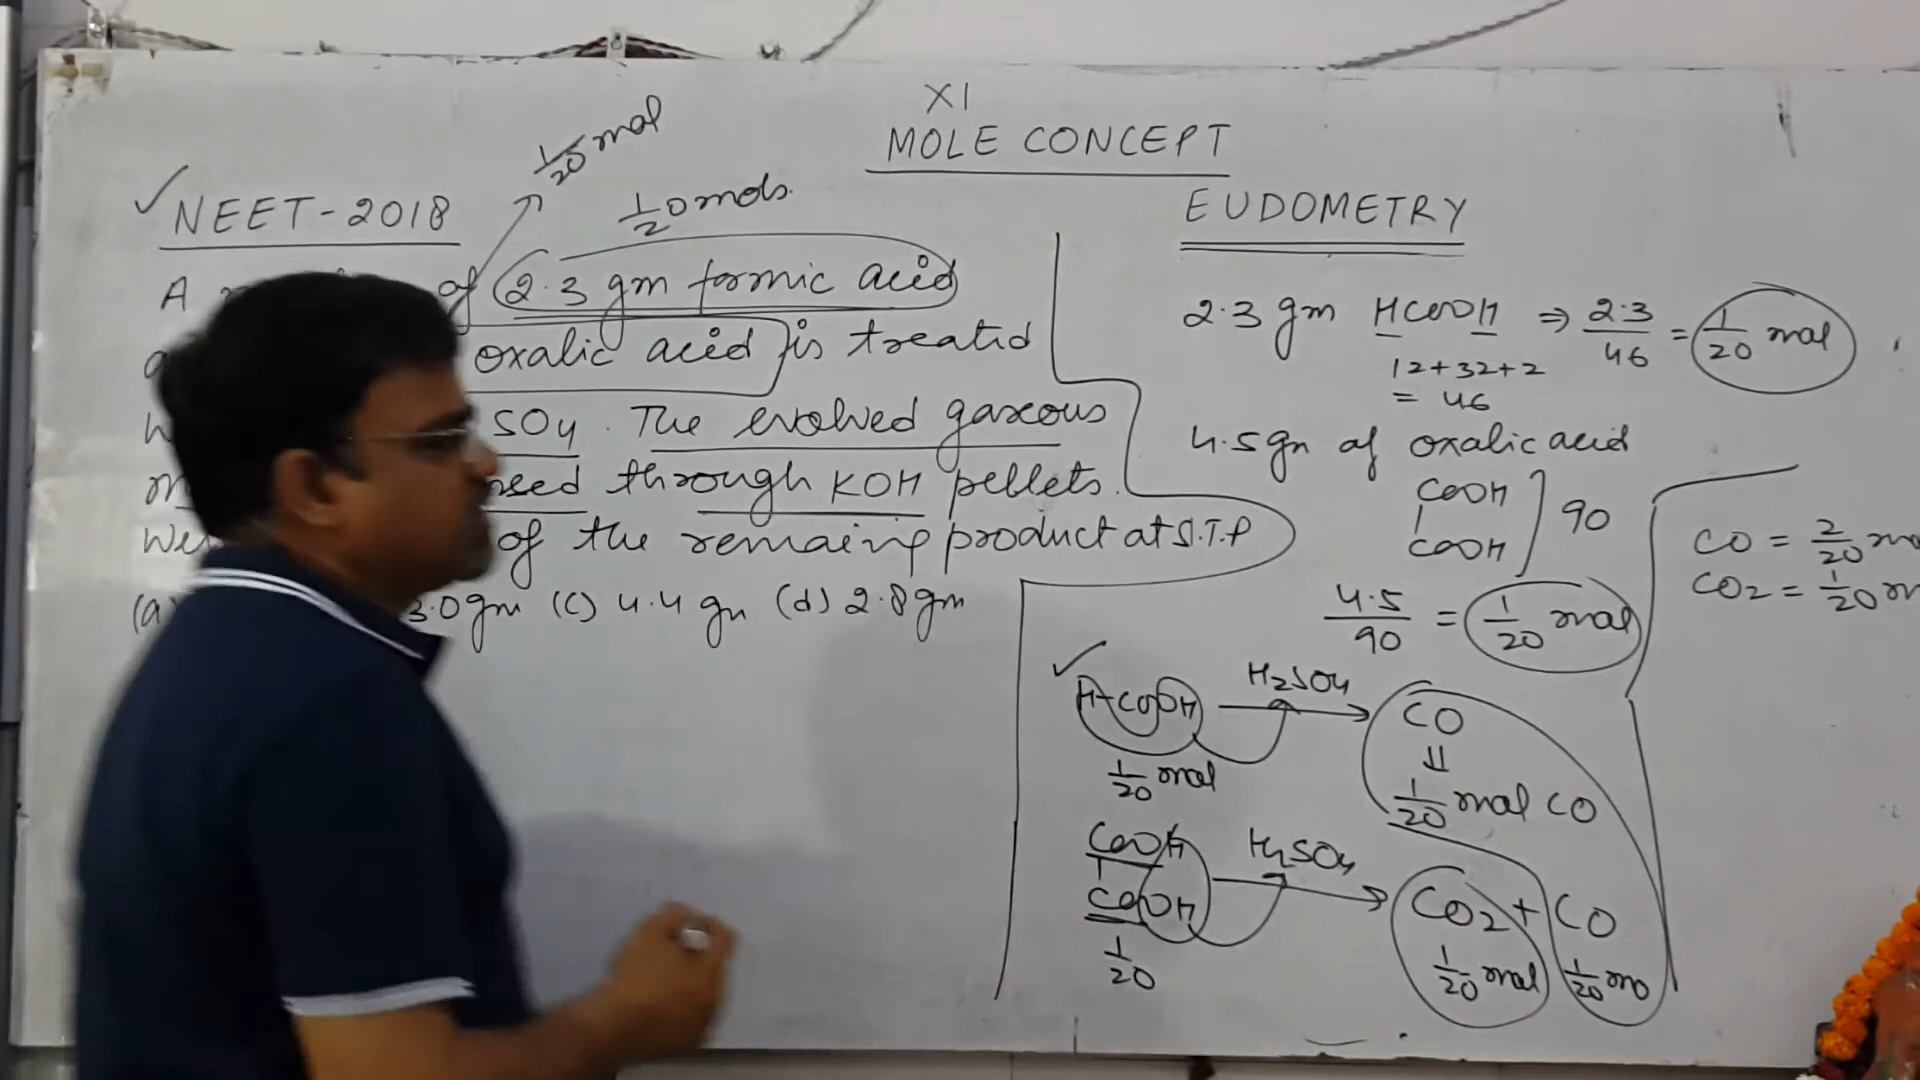 XI
MOLE CONCEPT
NEET-2018
1/20 mol
1/20 mols.
A of 2.3 gm formic acid
oxalic acid is treated
SO4. The evolved gaseous
through KOH pellets.
of the remaing product at S.T.P
(a) 3.0gm (c) 4.4 gm (d) 2.8gm
EUDOMETRY
2.3 gm HCOOH ⇒ 2.3/46 = 1/20 mol
12+32+2
= 46
4.5gm of oxalic acid
COOH
COOH
90
4.5/90 = 1/20 mol
CO = 2/20 mo
CO2 = 1/20 m
H-COOH H2SO4 CO
1/20 mol
1/20 mol CO
COOH
COOH
H2SO4 CO2 + CO
1/20
1/20 mol 1/20 mo